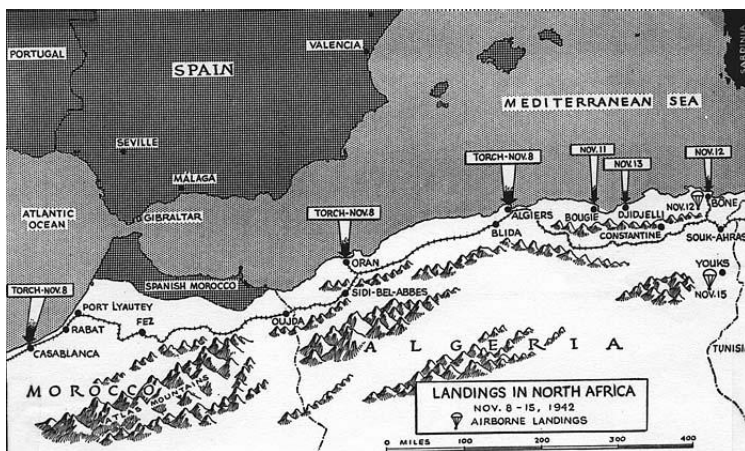 PORTUGAL
VALENCIA
SARDINIA
SPAIN
MEDITERRANEAN SEA
SEVILLE
NOV.11
NOV.12
MÁLAGA
TORCH-NOV.8
NOV.13
ATLANTIC
OCEAN
GIBRALTAR
TORCH-NOV.8
ALGIERS
BOUGIE
DJIDJELLI
NOV.12
BÔNE
BLIDA
CONSTANTINE
SOUK-AHRAS
ORAN
YOUKS
SPANISH MOROCCO
TORCH-NOV.8
SIDI-BEL-ABBES
NOV.15
PORT LYAUTEY
OUJDA
RABAT
FEZ
CASABLANCA
ALGERIA
TUNISIA
MOROCCO
ATLAS MOUNTAINS
LANDINGS IN NORTH AFRICA
NOV. 8-15, 1942
AIRBORNE LANDINGS
0 MILES 100 200 300 400